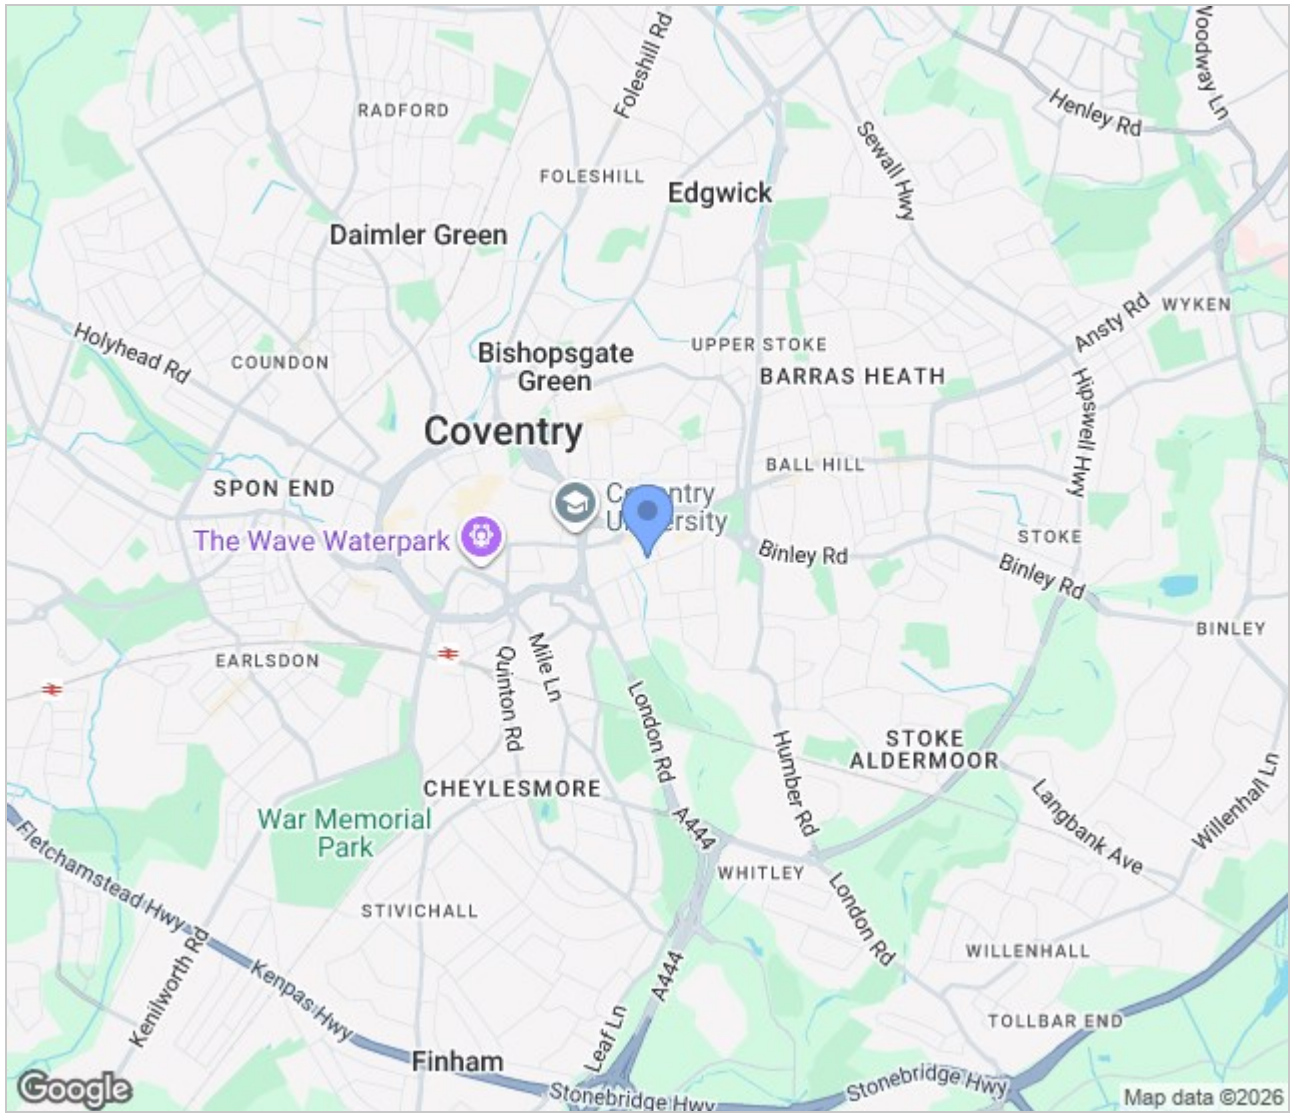 Foleshill Rd
Woodway Ln
RADFORD
Henley Rd
Sewall Hwy
FOLESHILL
Edgwick
Daimler Green
WYKEN
Ansty Rd
Holyhead Rd
UPPER STOKE
Bishopsgate
Green
COUNDON
BARRAS HEATH
Hipswell Hwy
Coventry
BALL HILL
SPON END
Coventry
University
The Wave Waterpark
STOKE
Binley Rd
Binley Rd
BINLEY
EARLSDON
Mile Ln
Quinton Rd
London Rd
STOKE
ALDERMOOR
Humber Rd
CHEYLESMORE
Langbank Ave
Willenhall Ln
War Memorial
Park
A444
Fletchamstead Hwy
WHITLEY
STIVICHALL
London Rd
WILLENHALL
Kenilworth Rd
Kenpas Hwy
A444
TOLLBAR END
Leaf Ln
Finham
Stonebridge Hwy
Stonebridge Hwy
Google
Map data ©2026